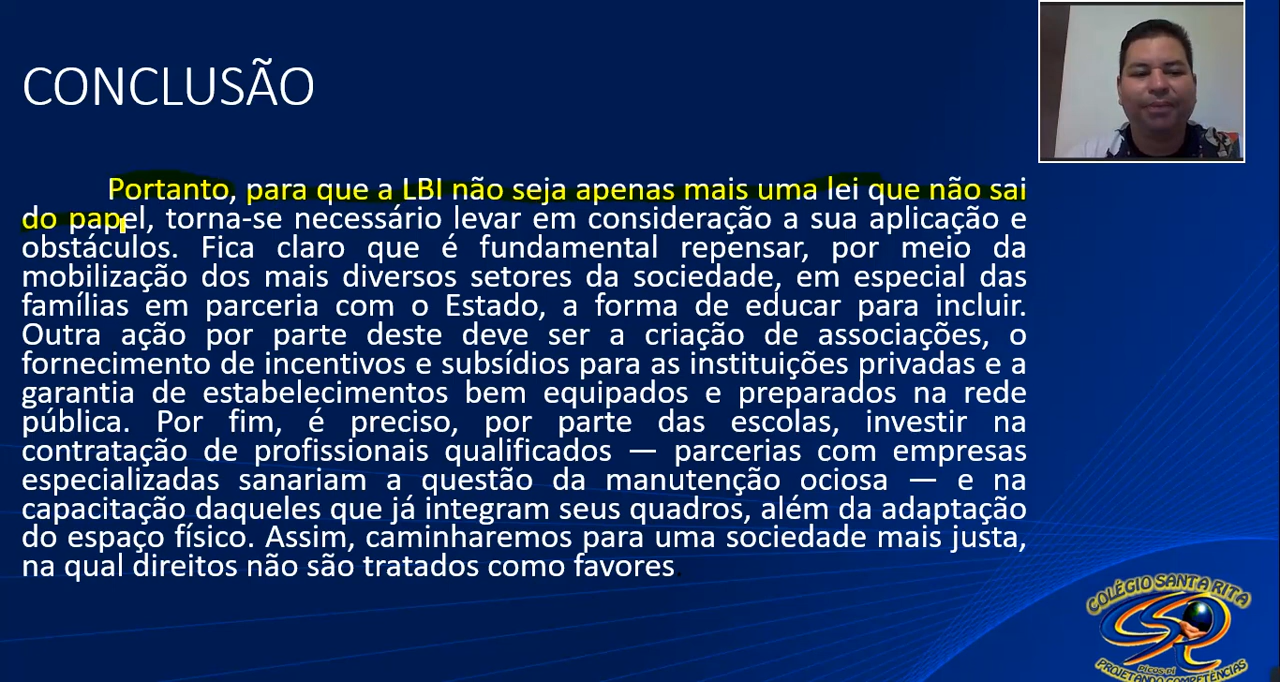 CONCLUSÃO
Portanto, para que a LBI não seja apenas mais uma lei que não sai
do papel, torna-se necessário levar em consideração a sua aplicação e
obstáculos. Fica claro que é fundamental repensar, por meio da
mobilização dos mais diversos setores da sociedade, em especial das
famílias em parceria com o Estado, a forma de educar para incluir.
Outra ação por parte deste deve ser a criação de associações, o
fornecimento de incentivos e subsídios para as instituições privadas e a
garantia de estabelecimentos bem equipados e preparados na rede
pública. Por fim, é preciso, por parte das escolas, investir na
contratação de profissionais qualificados — parcerias com empresas
especializadas sanariam a questão da manutenção ociosa — e na
capacitação daqueles que já integram seus quadros, além da adaptação
do espaço físico. Assim, caminharemos para uma sociedade mais justa,
na qual direitos não são tratados como favores.
COLÉGIO SANTA RITA
PICOS PI
PROJETANDO COMPETÊNCIAS